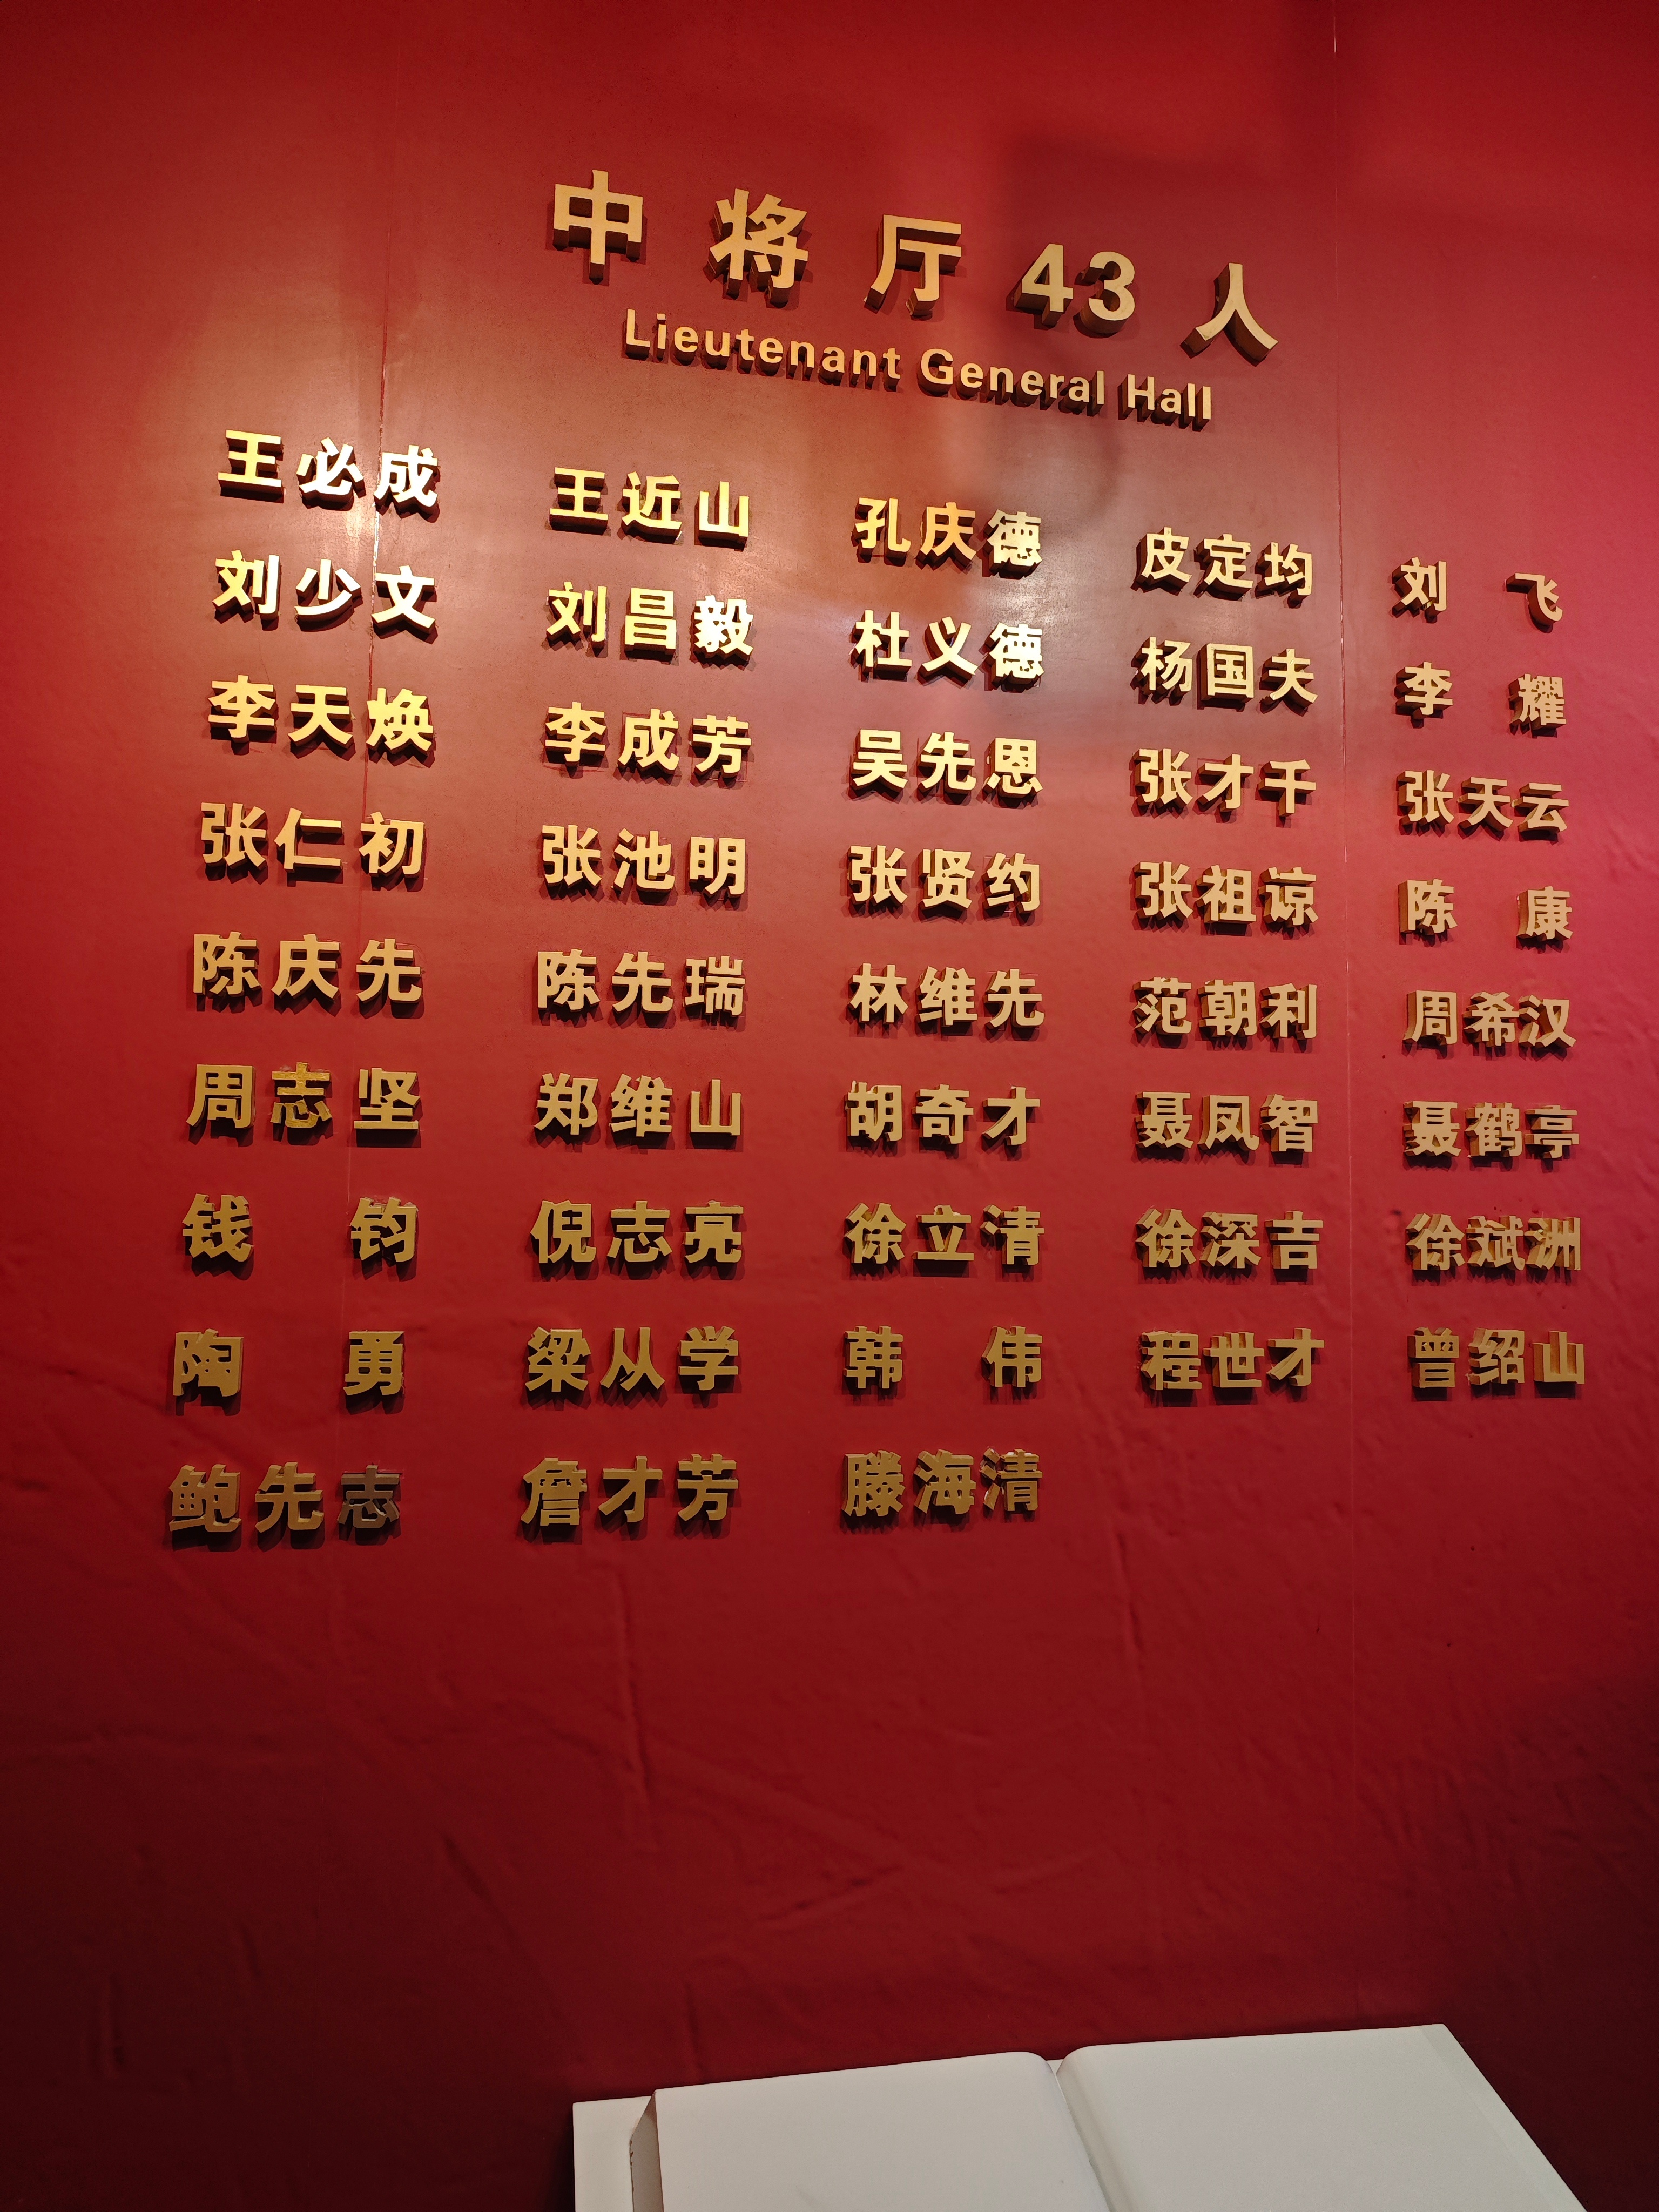 中将厅43人
Lieutenant General Hall
王必成 王近山 孔庆德 皮定均 刘飞
刘少文 刘昌毅 杜义德 杨国夫 李耀
李天焕 李成芳 吴先恩 张才千 张天云
张仁初 张池明 张贤约 张祖谅 陈康
陈庆先 陈先瑞 林维先 范朝利 周希汉
周志坚 郑维山 胡奇才 聂凤智 聂鹤亭
钱钧 倪志亮 徐立清 徐深吉 徐斌洲
陶勇 梁从学 韩伟 程世才 曾绍山
鲍先志 詹才芳 滕海清